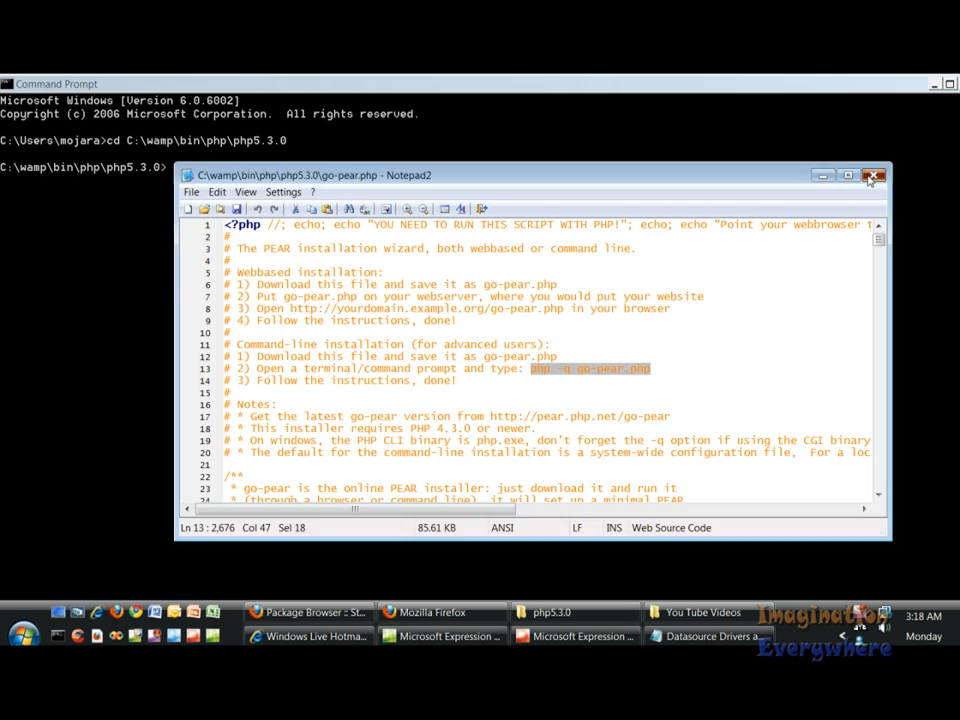 Command Prompt
Microsoft Windows [Version 6.0.6002]
Copyright (c) 2006 Microsoft Corporation. All rights reserved.
C:\Users\mojara>cd C:\wamp\bin\php\php5.3.0
C:\wamp\bin\php\php5.3.0>
C:\wamp\bin\php\php5.3.0\go-pear.php - Notepad2
File Edit View Settings ?
1 <?php //; echo; echo "YOU NEED TO RUN THIS SCRIPT WITH PHP!"; echo; echo "Point your webbrowser t
2 #
3 # The PEAR installation wizard, both webbased or command line.
4 #
5 # Webbased installation:
6 # 1) Download this file and save it as go-pear.php
7 # 2) Put go-pear.php on your webserver, where you would put your website
8 # 3) Open http://yourdomain.example.org/go-pear.php in your browser
9 # 4) Follow the instructions, done!
10 #
11 # Command-line installation (for advanced users):
12 # 1) Download this file and save it as go-pear.php
13 # 2) Open a terminal/command prompt and type: php -q go-pear.php
14 # 3) Follow the instructions, done!
15 #
16 # Notes:
17 # * Get the latest go-pear version from http://pear.php.net/go-pear
18 # * This installer requires PHP 4.3.0 or newer.
19 # * On windows, the PHP CLI binary is php.exe, don't forget the -q option if using the CGI binary
20 # * The default for the command-line installation is a system-wide configuration file, For a loc
21
22 /**
23 * go-pear is the online PEAR installer: just download it and run it
24 * (through a browser or command line), it will set up a minimal PEAR
Ln 13 : 2,676 Col 47 Sel 18 85.61 KB ANSI LF INS Web Source Code
Package Browser :: St... Mozilla Firefox php5.3.0 You Tube Videos
3:18 AM
Windows Live Hotma... Microsoft Expression ... Microsoft Expression ... Datasource Drivers a...
Monday
Imagination
Everywhere